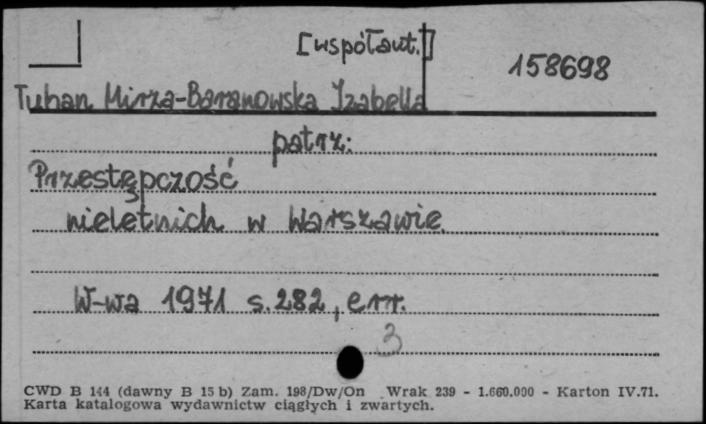 [współaut.]
158698
Tuhan Mirza-Baranowska Izabella
patrz:
Przestępczość
nieletnich w Warszawie
W-wa 1971 s. 282, err.
3
CWD B 144 (dawny B 15 b) Zam. 198/Dw/On Wrak 239 - 1.660.000 - Karton IV.71.
Karta katalogowa wydawnictw ciągłych i zwartych.